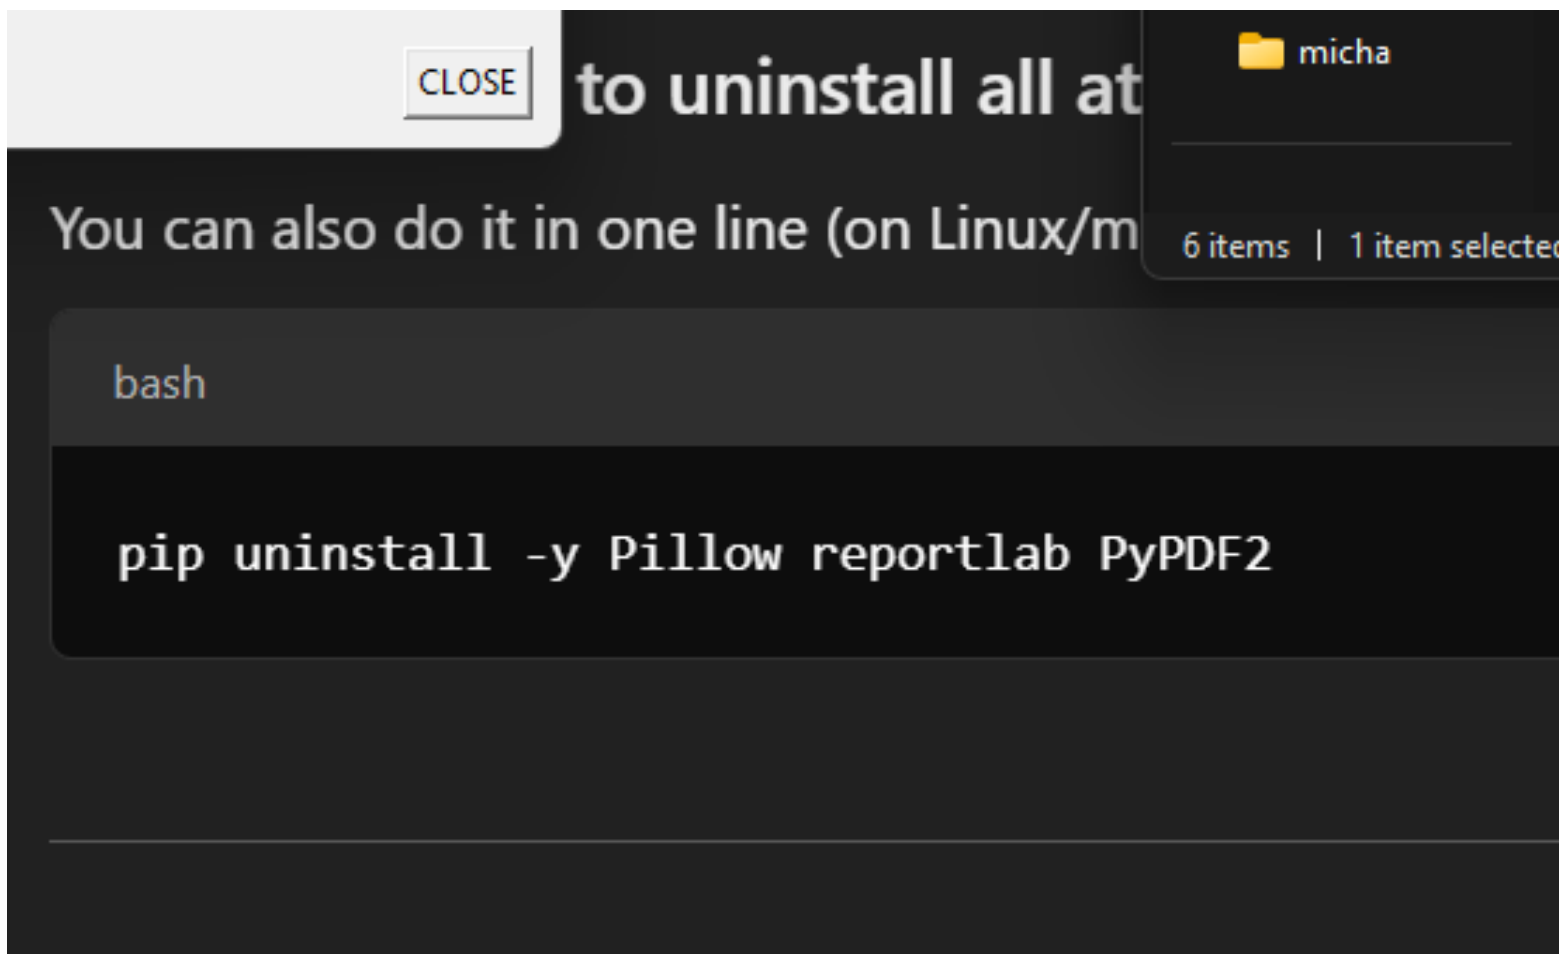 CLOSE
to uninstall all at
micha
You can also do it in one line (on Linux/m
6 items | 1 item selected
bash
pip uninstall -y Pillow reportlab PyPDF2